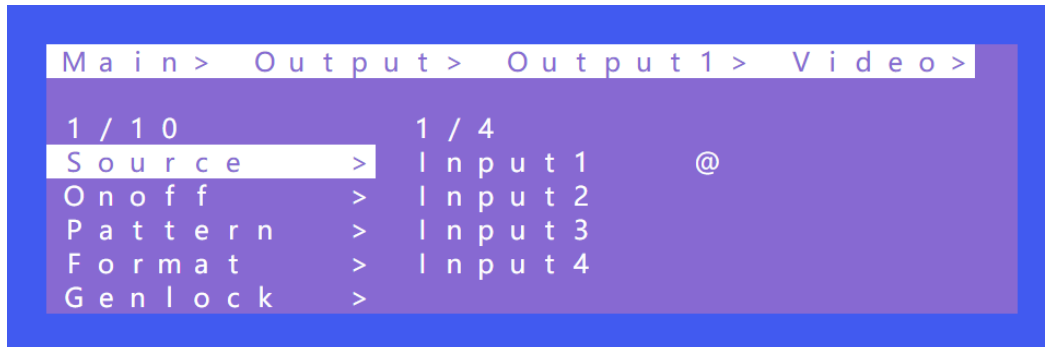 Main> Output> Output1> Video>
1/10 1/4
Source > Input1 @
Onoff > Input2
Pattern > Input3
Format > Input4
Genlock >